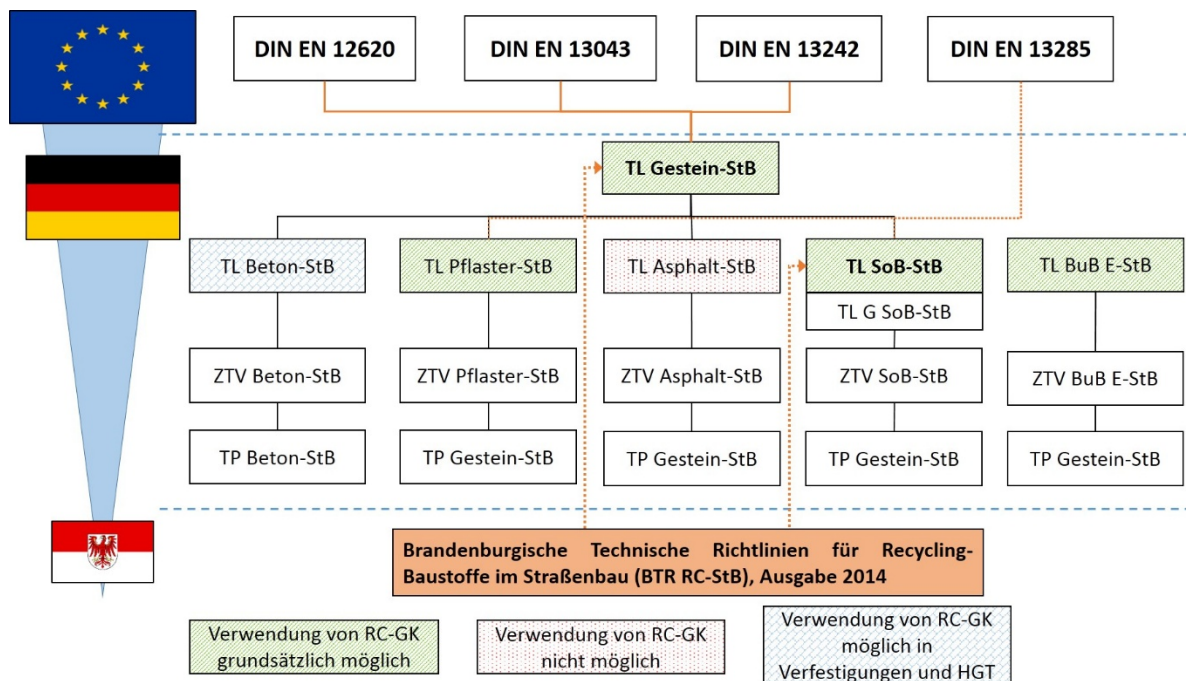 DIN EN 12620
DIN EN 13043
DIN EN 13242
DIN EN 13285
TL Gestein-StB
TL Beton-StB
TL Pflaster-StB
TL Asphalt-StB
TL SoB-StB
TL BuB E-StB
TL G SoB-StB
ZTV Beton-StB
ZTV Pflaster-StB
ZTV Asphalt-StB
ZTV SoB-StB
ZTV BuB E-StB
TP Beton-StB
TP Gestein-StB
TP Gestein-StB
TP Gestein-StB
TP Gestein-StB
Brandenburgische Technische Richtlinien für Recycling-
Baustoffe im Straßenbau (BTR RC-StB), Ausgabe 2014
Verwendung von RC-GK
grundsätzlich möglich
Verwendung von RC-GK
nicht möglich
Verwendung von RC-GK
möglich in
Verfestigungen und HGT